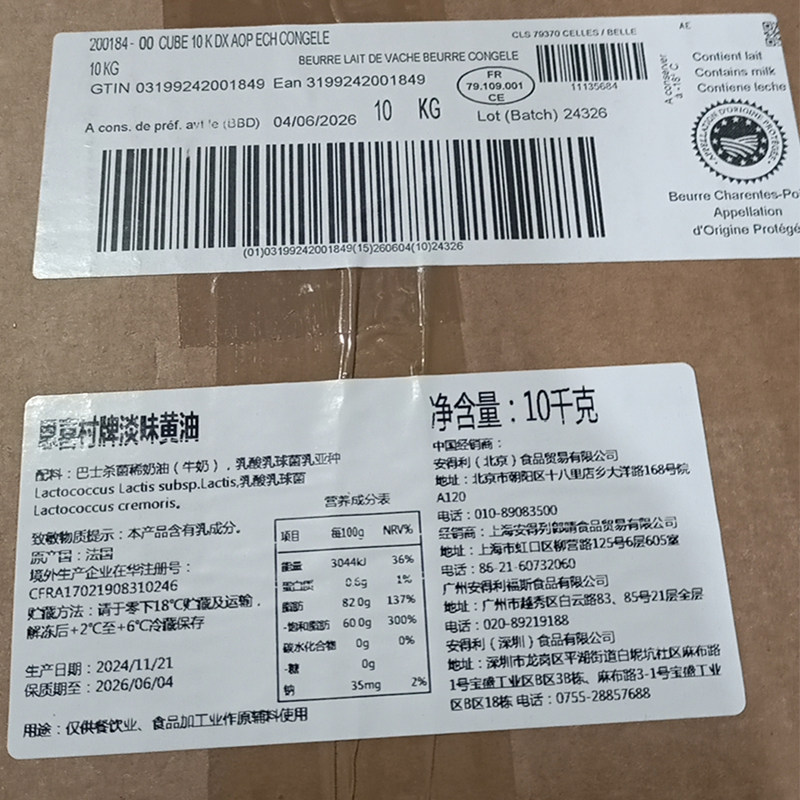 200184 - 00 CUBE 10 K DX AOP ECH CONGELE
CLS 79370 CELLES / BELLE
AE
10 KG
BEURRE LAIT DE VACHE BEURRE CONGELE
GTIN 03199242001849 Ean 3199242001849
FR
79.109.001
CE
11135684
A conserver
à -18°C
Contient lait
Contains milk
Contiene leche
A cons. de préf. (BBD) 04/06/2026
10 KG
Lot (Batch) 24326
APPELLATION D'ORIGINE PROTÉGÉE
(01)03199242001849(15)260604(10)24326
Beurre Charentes-Po
Appellation
d'Origine Protégé
恩喜村牌淡味黄油
净含量：10千克
配料：巴士杀菌稀奶油（牛奶），乳酸乳球菌乳亚种
Lactococcus Lactis subsp.Lactis,乳酸乳球菌
Lactococcus cremoris。
致敏物质提示：本产品含有乳成分。
原产国：法国
境外生产企业在华注册号：
CFRA17021908310246
贮藏方法：请于零下18℃贮藏及运输，
解冻后+2℃至+6℃冷藏保存
生产日期：2024/11/21
保质期至：2026/06/04
用途：仅供餐饮业、食品加工业作原辅料使用
营养成分表
项目 每100g NRV%
能量 3044kJ 36%
蛋白质 0.6g 1%
脂肪 82.0g 137%
-饱和脂肪 60.0g 300%
碳水化合物 0g 0%
-糖 0g
钠 35mg 2%
中国经销商：
安得利（北京）食品贸易有限公司
地址：北京市朝阳区十八里店乡大洋路168号院
A120
电话：010-89083500
经销商：上海安得列郭睛食品贸易有限公司
地址：上海市虹口区柳营路125号6层605室
电话：86-21-60732060
广州安得利福斯食品有限公司
地址：广州市越秀区白云路83、85号21层全层
电话：020-89219188
安得利（深圳）食品有限公司
地址：深圳市龙岗区平湖街道白坭坑社区麻布路
1号宝盛工业区B区3B栋、麻布路3-1号宝盛工业
区B区18栋 电话：0755-28857688